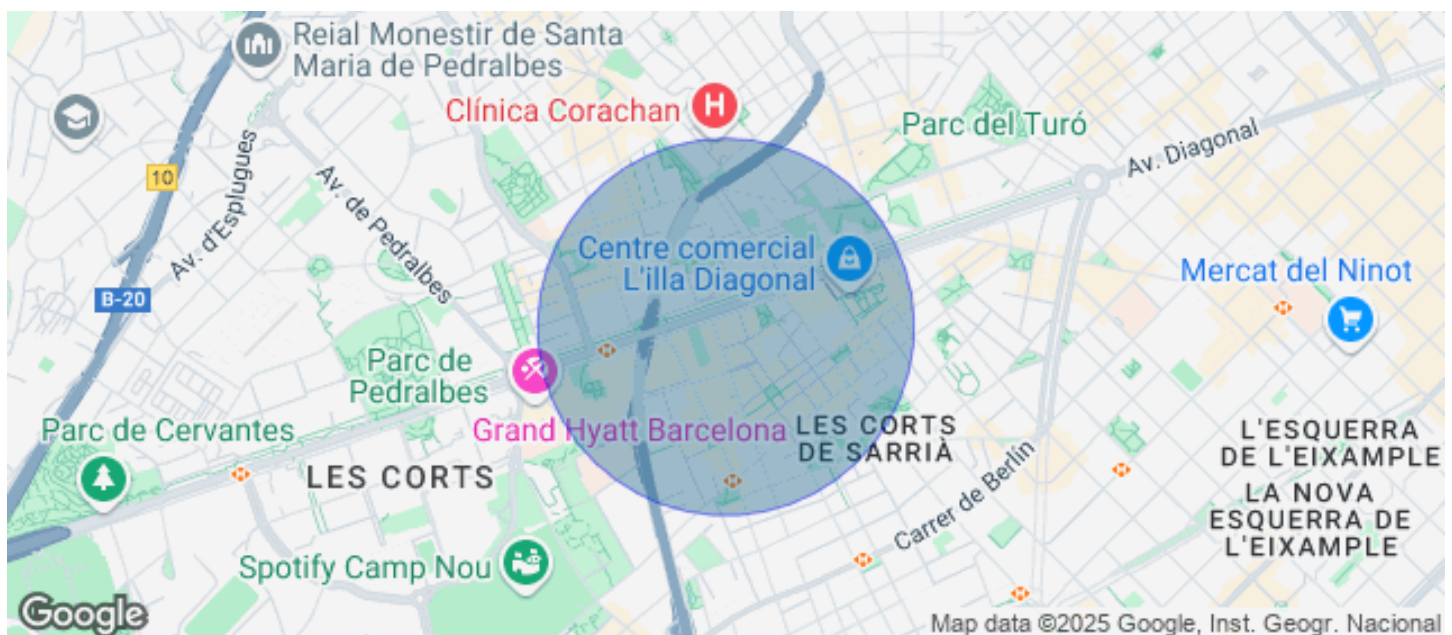 Reial Monestir de Santa
Maria de Pedralbes
Clínica Corachan
H
Parc del Turó
Av. Diagonal
10
Av. d'Esplugues
Av. de Pedralbes
Centre comercial
L'illa Diagonal
Mercat del Ninot
B-20
Parc de
Pedralbes
Grand Hyatt Barcelona
Parc de Cervantes
LES CORTS
DE SARRIÀ
L'ESQUERRA
DE L'EIXAMPLE
LES CORTS
LA NOVA
ESQUERRA DE
L'EIXAMPLE
Carrer de Berlín
Spotify Camp Nou
Google
Map data ©2025 Google, Inst. Geogr. Nacional